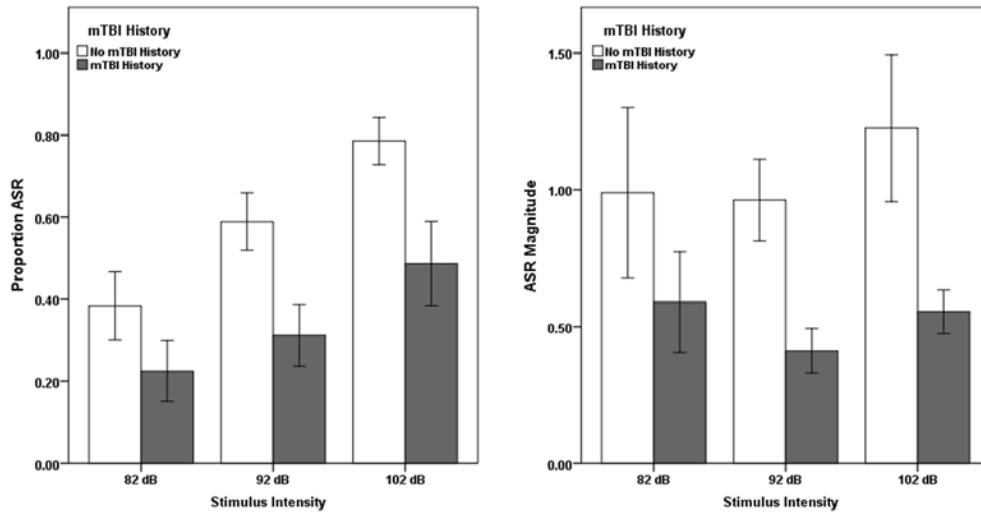 mTBI History
No mTBI History
mTBI History
1.00
0.80
0.60
0.40
0.20
0.00
Proportion ASR
82 dB 92 dB 102 dB
Stimulus Intensity
mTBI History
No mTBI History
mTBI History
1.50
1.00
0.50
0.00
ASR Magnitude
82 dB 92 dB 102 dB
Stimulus Intensity